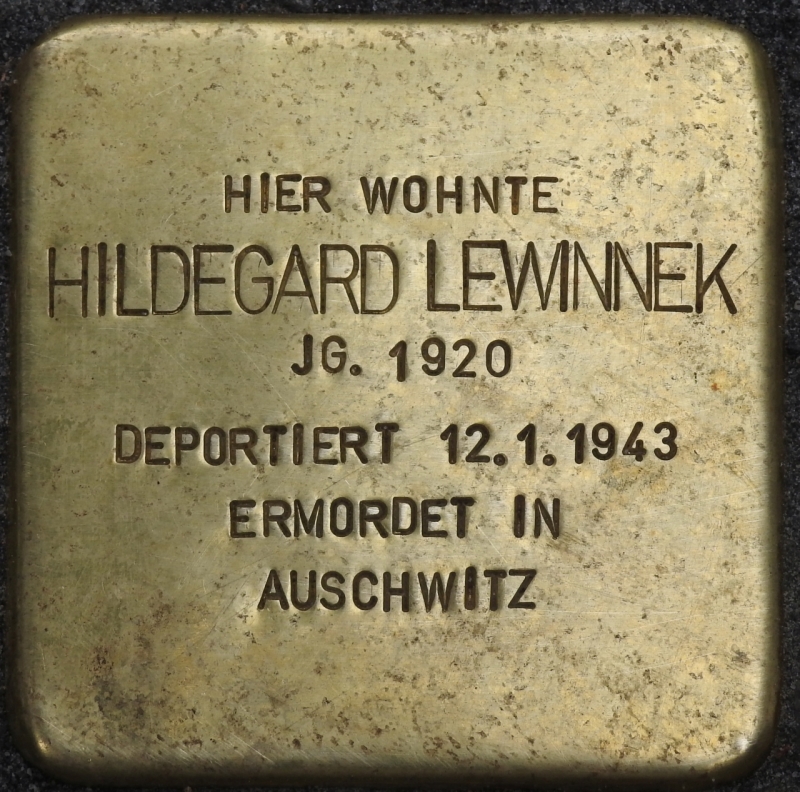 HIER WOHNTE
HILDEGARD LEWINNEK
JG. 1920
DEPORTIERT 12.1.1943
ERMORDET IN
AUSCHWITZ